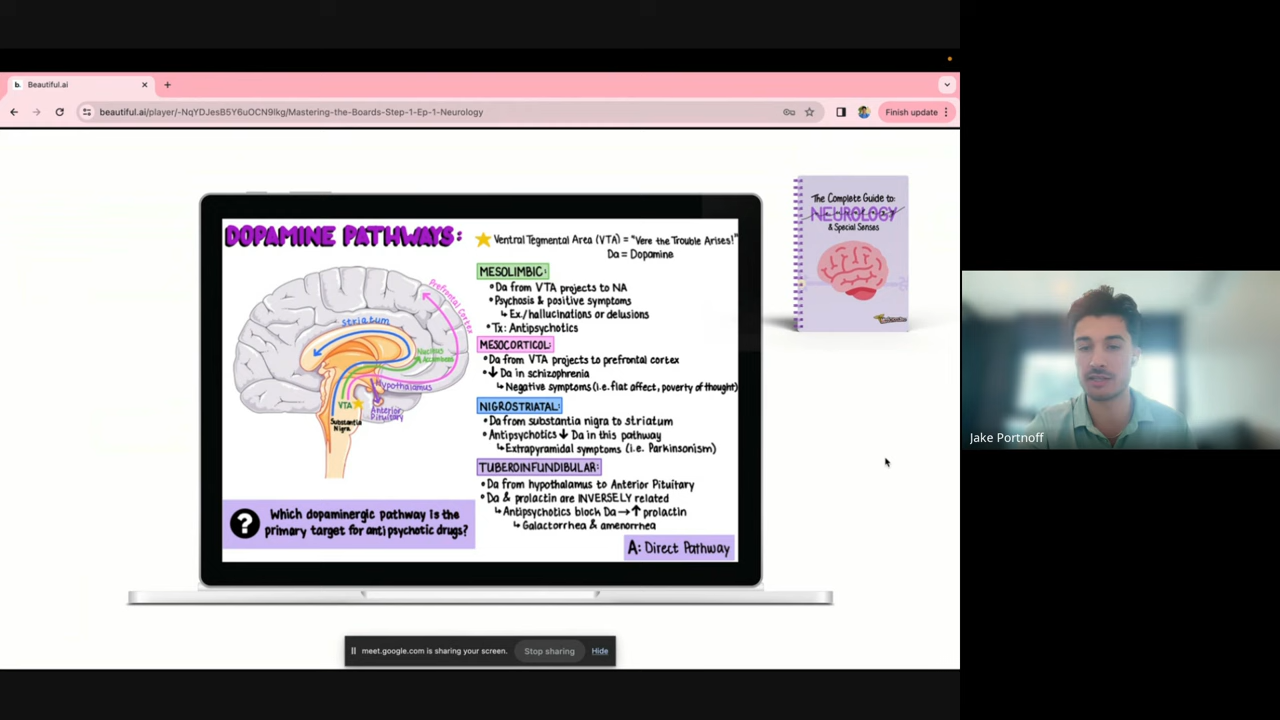 Beautiful.ai
beautiful.ai/player/-NqYDJesB5Y6uOCN9lkg/Mastering-the-Boards-Step-1-Ep-1-Neurology
Finish update
DOPAMINE PATHWAYS:
Ventral Tegmental Area (VTA) = "Vere the Trouble Arises!"
Da = Dopamine
MESOLIMBIC:
• Da from VTA projects to NA
• Psychosis & positive symptoms
↳ Ex./hallucinations or delusions
• Tx: Antipsychotics
MESOCORTICOL:
• Da from VTA projects to prefrontal cortex
• ↓ Da in schizophrenia
↳ Negative symptoms (i.e. flat affect, poverty of thought)
NIGROSTRIATAL:
• Da from substantia nigra to striatum
• Antipsychotics ↓ Da in this pathway
↳ Extrapyramidal symptoms (i.e. Parkinsonism)
TUBEROINFUNDIBULAR:
• Da from hypothalamus to Anterior Pituitary
• Da & prolactin are INVERSELY related
↳ Antipsychotics block Da → ↑ prolactin
↳ Galactorrhea & amenorrhea
A: Direct Pathway
Prefrontal Cortex
striatum
Nucleus
Accumbens
Hypothalamus
VTA
Anterior
Pituitary
Substantia
Nigra
? Which dopaminergic pathway is the
primary target for antipsychotic drugs?
The Complete Guide to:
NEUROLOGY
& Special Senses
Jake Portnoff
meet.google.com is sharing your screen.
Stop sharing
Hide